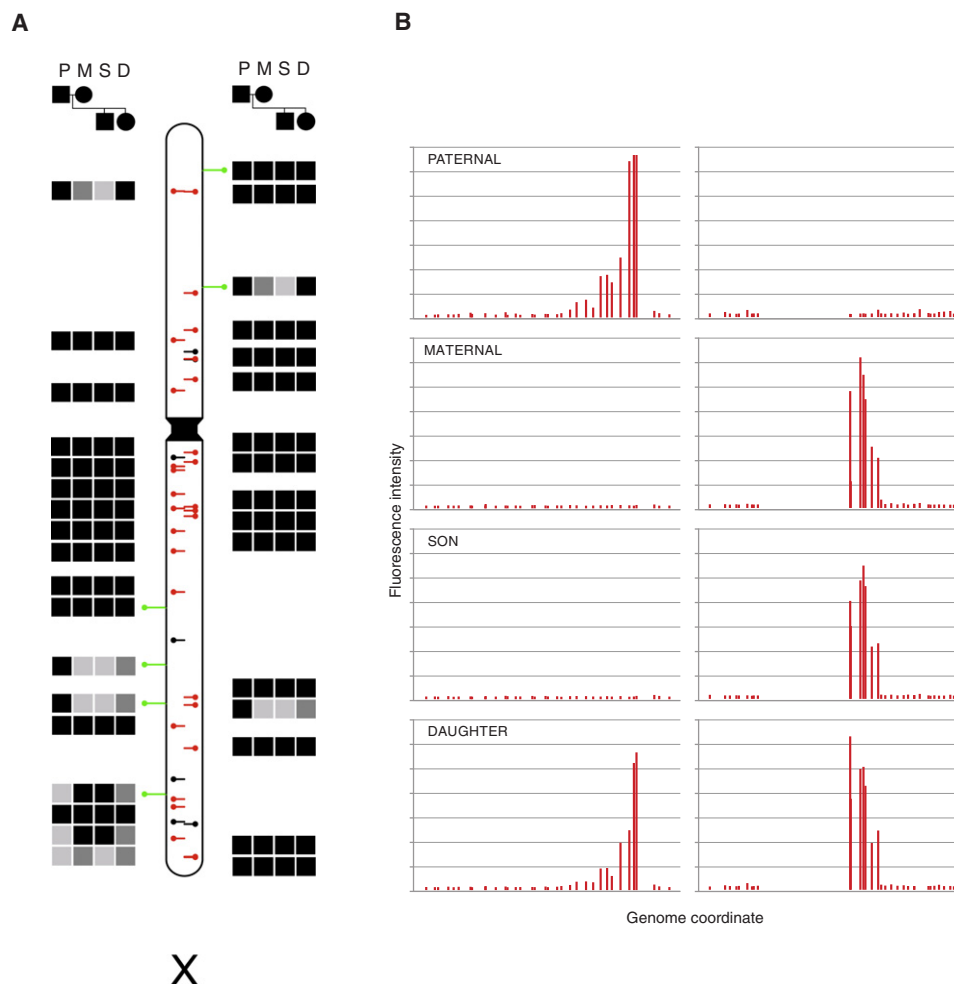 A
B
P M S D
P M S D
X
PATERNAL
MATERNAL
SON
DAUGHTER
Fluorescence intensity
Genome coordinate